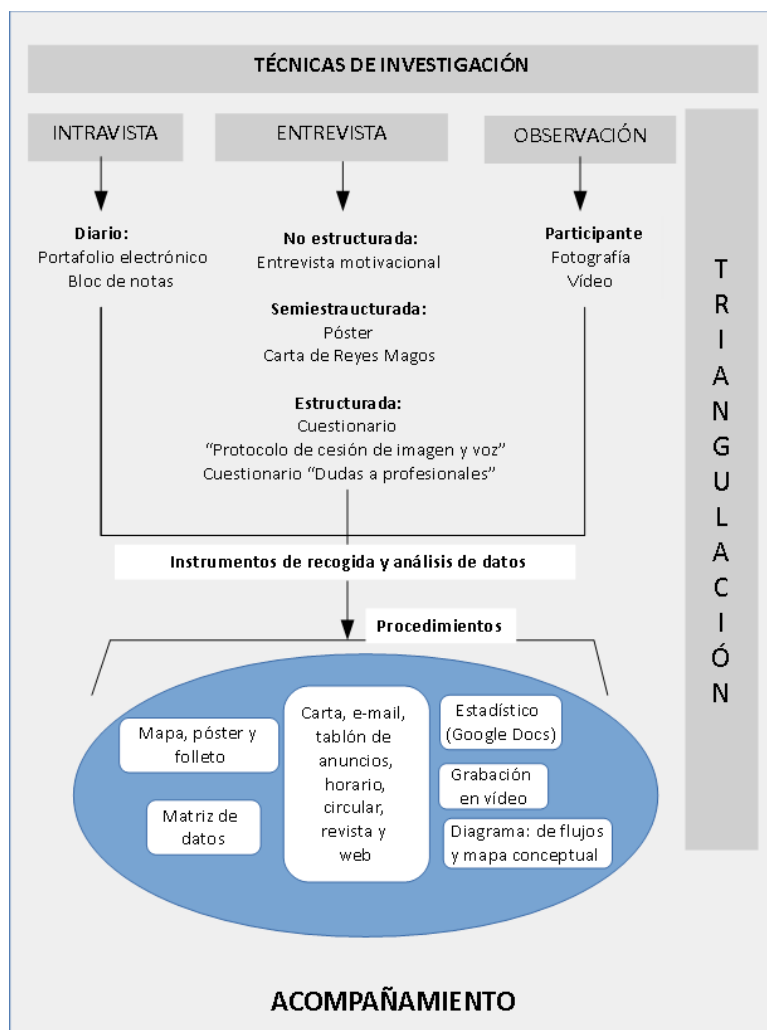 TÉCNICAS DE INVESTIGACIÓN
INTRAVISTA
ENTREVISTA
OBSERVACIÓN
Diario:
Portafolio electrónico
Bloc de notas
No estructurada:
Entrevista motivacional
Semiestraucturada:
Póster
Carta de Reyes Magos
Estructurada:
Cuestionario
“Protocolo de cesión de imagen y voz”
Cuestionario “Dudas a profesionales”
Participante
Fotografía
Vídeo
TRIANGULACIÓN
Instrumentos de recogida y análisis de datos
Procedimientos
Mapa, póster y
folleto
Matriz de
datos
Carta, e-mail,
tablón de
anuncios,
horario,
circular,
revista y
web
Estadístico
(Google Docs)
Grabación
en vídeo
Diagrama: de flujos
y mapa conceptual
ACOMPAÑAMIENTO